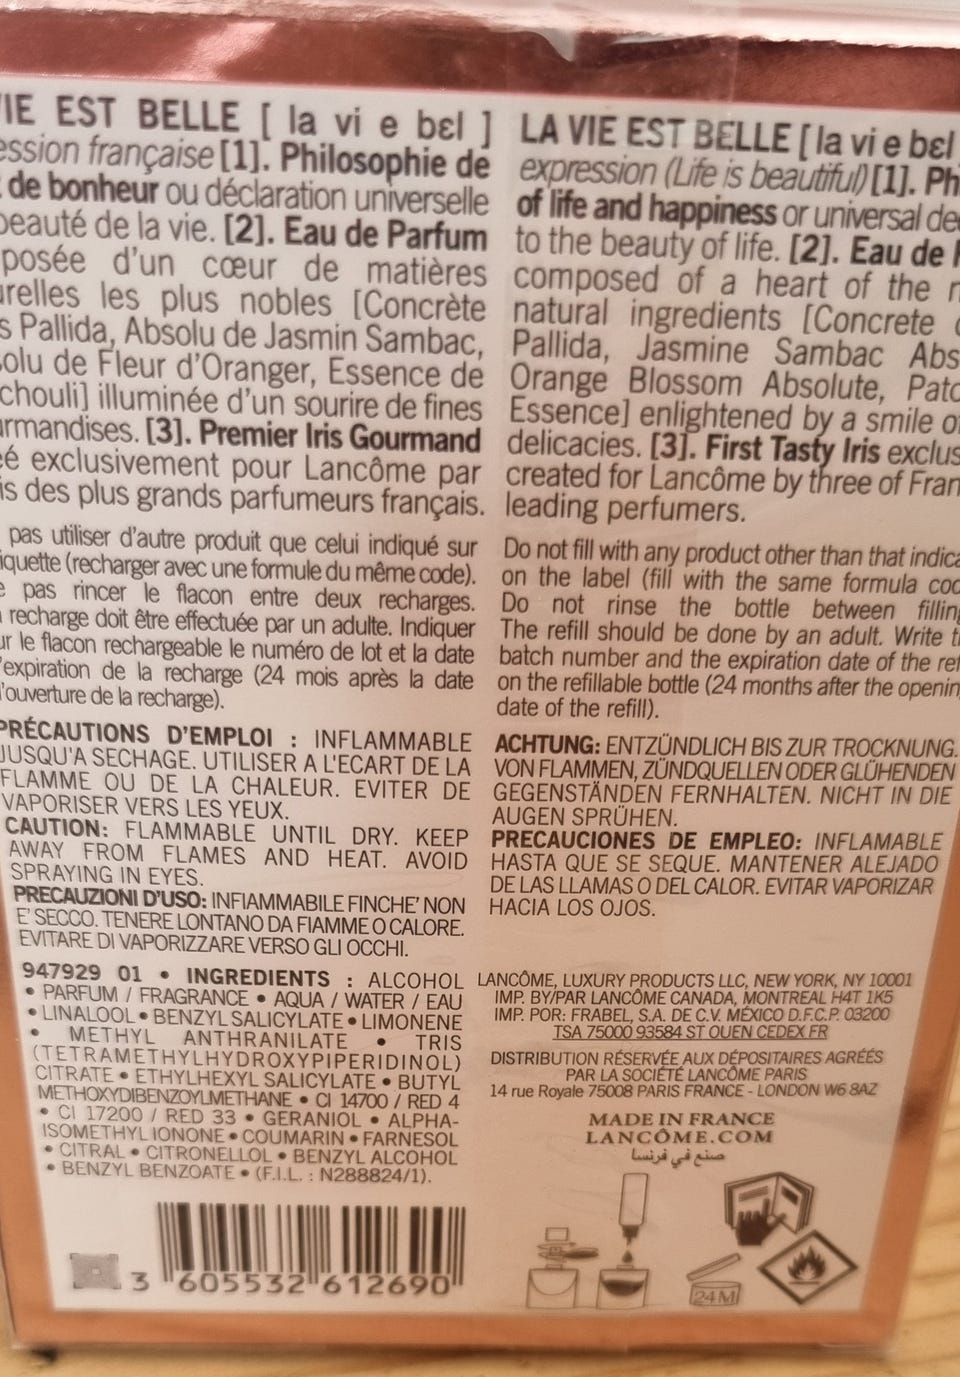 VIE EST BELLE [ la vi e bɛl ]
ession française [1]. Philosophie de
de bonheur ou déclaration universelle
beauté de la vie. [2]. Eau de Parfum
posée d'un cœur de matières
urelles les plus nobles [Concrète
s Pallida, Absolu de Jasmin Sambac,
solu de Fleur d'Oranger, Essence de
chouli] illuminée d'un sourire de fines
urmandises. [3]. Premier Iris Gourmand
éé exclusivement pour Lancôme par
is des plus grands parfumeurs français.
pas utiliser d'autre produit que celui indiqué sur
iquette (recharger avec une formule du même code).
e pas rincer le flacon entre deux recharges.
a recharge doit être effectuée par un adulte. Indiquer
ur le flacon rechargeable le numéro de lot et la date
'expiration de la recharge (24 mois après la date
l'ouverture de la recharge).
PRÉCAUTIONS D'EMPLOI : INFLAMMABLE
JUSQU'A SECHAGE. UTILISER A L'ECART DE LA
FLAMME OU DE LA CHALEUR. EVITER DE
VAPORISER VERS LES YEUX.
CAUTION: FLAMMABLE UNTIL DRY. KEEP
AWAY FROM FLAMES AND HEAT. AVOID
SPRAYING IN EYES.
PRECAUZIONI D'USO: INFIAMMABILE FINCHE' NON
E' SECCO. TENERE LONTANO DA FIAMME O CALORE.
EVITARE DI VAPORIZZARE VERSO GLI OCCHI.
947929 01 • INGREDIENTS : ALCOHOL
• PARFUM / FRAGRANCE • AQUA / WATER / EAU
• LINALOOL • BENZYL SALICYLATE • LIMONENE
• METHYL ANTHRANILATE • TRIS
(TETRAMETHYLHYDROXYPIPERIDINOL)
CITRATE • ETHYLHEXYL SALICYLATE • BUTYL
METHOXYDIBENZOYLMETHANE • CI 14700 / RED 4
• CI 17200 / RED 33 • GERANIOL • ALPHA-
ISOMETHYL IONONE • COUMARIN • FARNESOL
• CITRAL • CITRONELLOL • BENZYL ALCOHOL
• BENZYL BENZOATE • (F.I.L. : N288824/1).
3 605532 612690
LA VIE EST BELLE [ la vi e bɛl
expression (Life is beautiful) [1]. Ph
of life and happiness or universal de
to the beauty of life. [2]. Eau de
composed of a heart of the
natural ingredients [Concrete
Pallida, Jasmine Sambac Abs
Orange Blossom Absolute, Patc
Essence] enlightened by a smile o
delicacies. [3]. First Tasty Iris exclus
created for Lancôme by three of Fran
leading perfumers.
Do not fill with any product other than that indica
on the label (fill with the same formula cod
Do not rinse the bottle between filling
The refill should be done by an adult. Write t
batch number and the expiration date of the ref
on the refillable bottle (24 months after the openin
date of the refill).
ACHTUNG: ENTZÜNDLICH BIS ZUR TROCKNUNG.
VON FLAMMEN, ZÜNDQUELLEN ODER GLÜHENDEN
GEGENSTÄNDEN FERNHALTEN. NICHT IN DIE
AUGEN SPRÜHEN.
PRECAUCIONES DE EMPLEO: INFLAMABLE
HASTA QUE SE SEQUE. MANTENER ALEJADO
DE LAS LLAMAS O DEL CALOR. EVITAR VAPORIZAR
HACIA LOS OJOS.
LANCÔME, LUXURY PRODUCTS LLC, NEW YORK, NY 10001
IMP. BY/PAR LANCÔME CANADA, MONTREAL H4T 1K5
IMP. POR: FRABEL, S.A. DE C.V. MÉXICO D.F.C.P. 03200
TSA 75000 93584 ST OUEN CEDEX FR
DISTRIBUTION RÉSERVÉE AUX DÉPOSITAIRES AGRÉÉS
PAR LA SOCIÉTÉ LANCÔME PARIS
14 rue Royale 75008 PARIS FRANCE - LONDON W6 8AZ
MADE IN FRANCE
LANCÔME.COM
صنع في فرنسا
24M